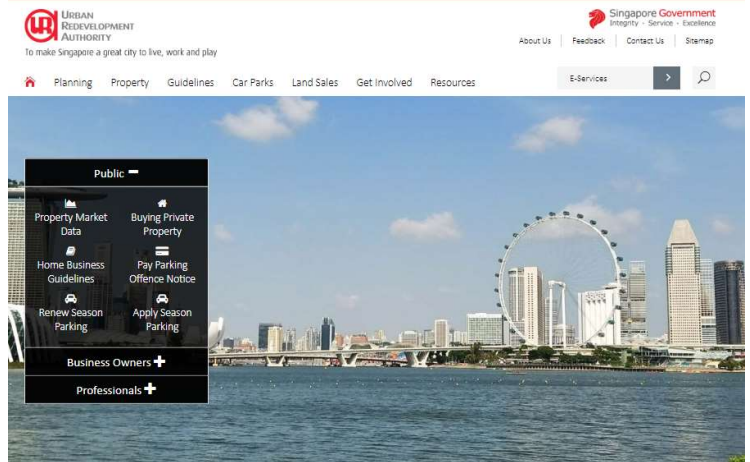 URBAN
REDEVELOPMENT
AUTHORITY
To make Singapore a great city to live, work and play
Singapore Government
Integrity · Service · Excellence
About Us
Feedback
Contact Us
Sitemap
Planning
Property
Guidelines
Car Parks
Land Sales
Get Involved
Resources
E-Services
Public
Property Market
Data
Buying Private
Property
Home Business
Guidelines
Pay Parking
Offence Notice
Renew Season
Parking
Apply Season
Parking
Business Owners
Professionals